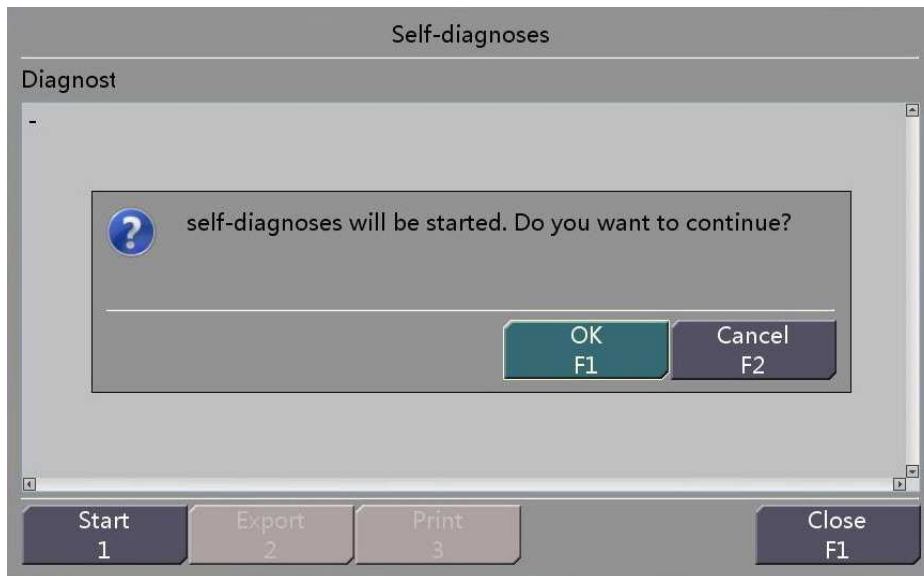 Self-diagnoses
Diagnost
-
self-diagnoses will be started. Do you want to continue?
OK
F1
Cancel
F2
Start
1
Export
2
Print
3
Close
F1